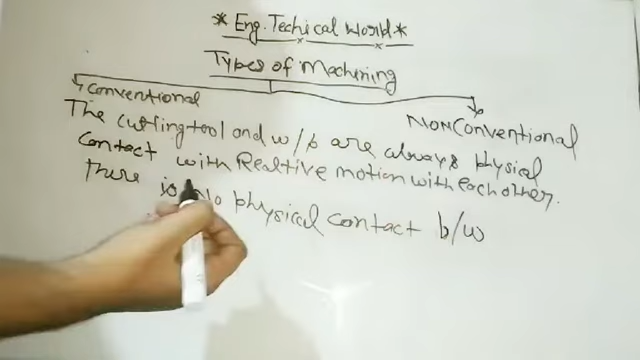 * Eng. Techical World *
Types of Machining
Conventional
NonConventional
The cutting tool and w/p are always physial
Contact with Realtive motion with each other.
there is No physical contact b/w